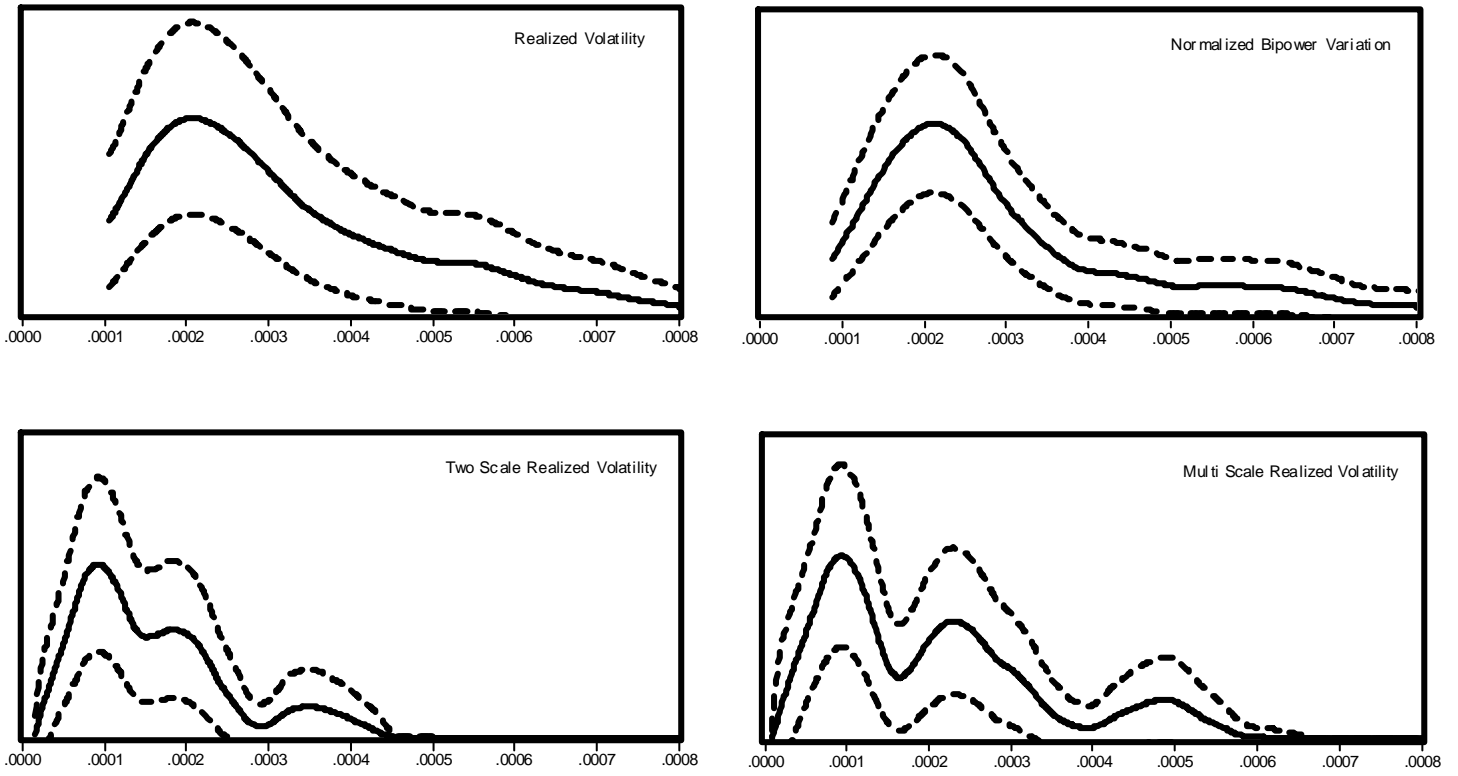 Realized Volatility
.0000 .0001 .0002 .0003 .0004 .0005 .0006 .0007 .0008
Normalized Bipower Variation
.0000 .0001 .0002 .0003 .0004 .0005 .0006 .0007 .0008
Two Scale Realized Volatility
.0000 .0001 .0002 .0003 .0004 .0005 .0006 .0007 .0008
Multi Scale Realized Volatility
.0000 .0001 .0002 .0003 .0004 .0005 .0006 .0007 .0008